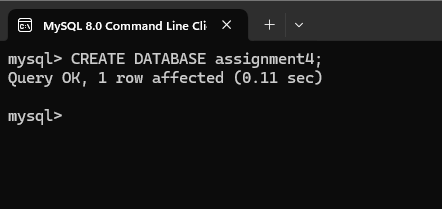 MySQL 8.0 Command Line Cli
mysql> CREATE DATABASE assignment4;
Query OK, 1 row affected (0.11 sec)
mysql>